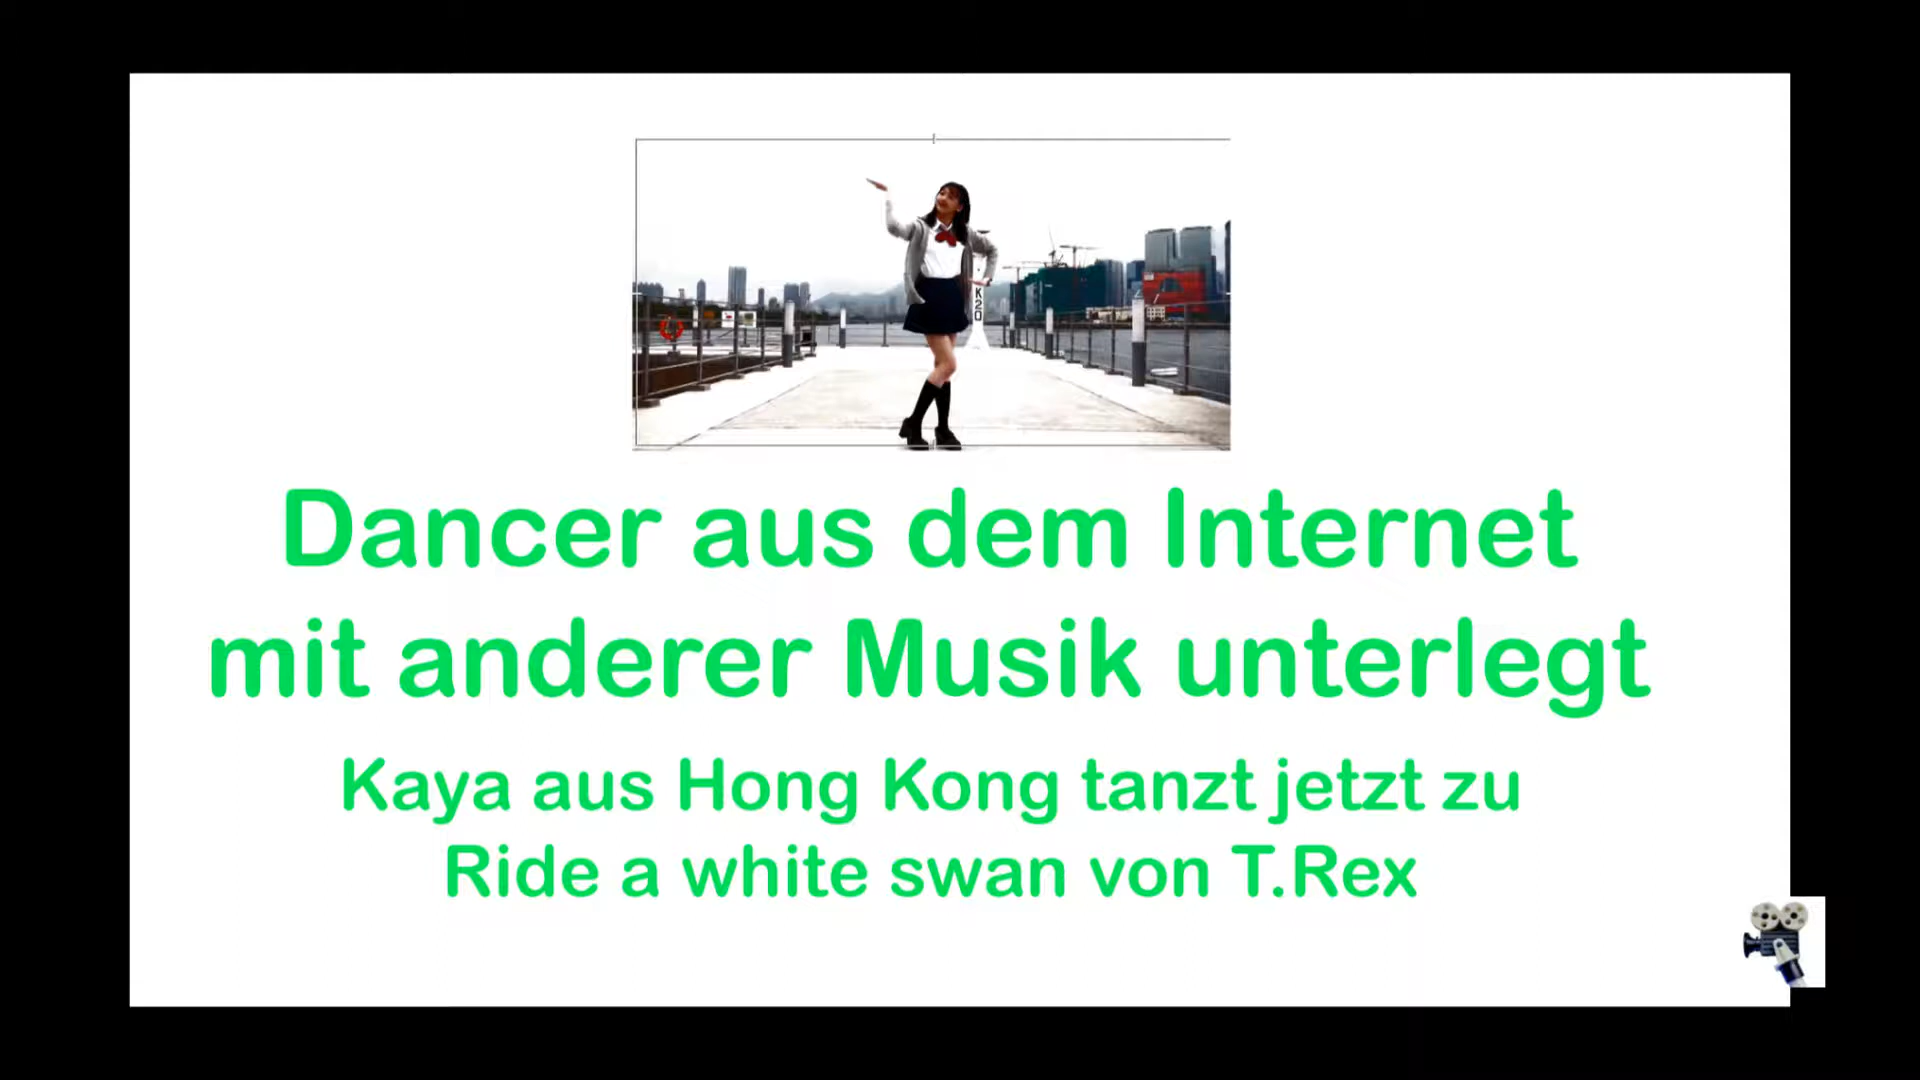 K20
Dancer aus dem Internet
mit anderer Musik unterlegt
Kaya aus Hong Kong tanzt jetzt zu
Ride a white swan von T.Rex